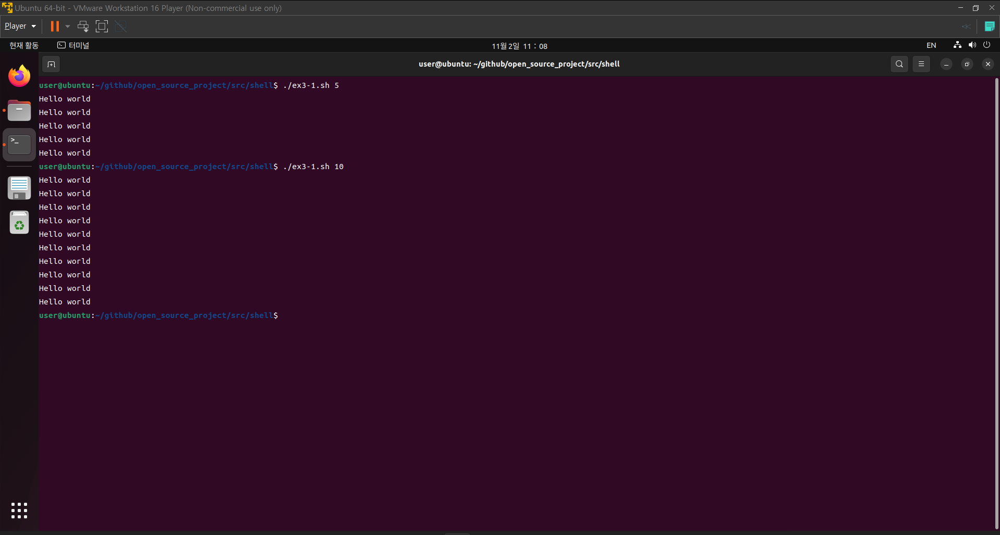 Ubuntu 64-bit - VMware Workstation 16 Player (Non-commercial use only)
Player
현재 활동 터미널 11월 2일 11 : 08 EN
user@ubuntu: ~/github/open_source_project/src/shell
user@ubuntu:~/github/open_source_project/src/shell$ ./ex3-1.sh 5
Hello world
Hello world
Hello world
Hello world
Hello world
user@ubuntu:~/github/open_source_project/src/shell$ ./ex3-1.sh 10
Hello world
Hello world
Hello world
Hello world
Hello world
Hello world
Hello world
Hello world
Hello world
Hello world
user@ubuntu:~/github/open_source_project/src/shell$